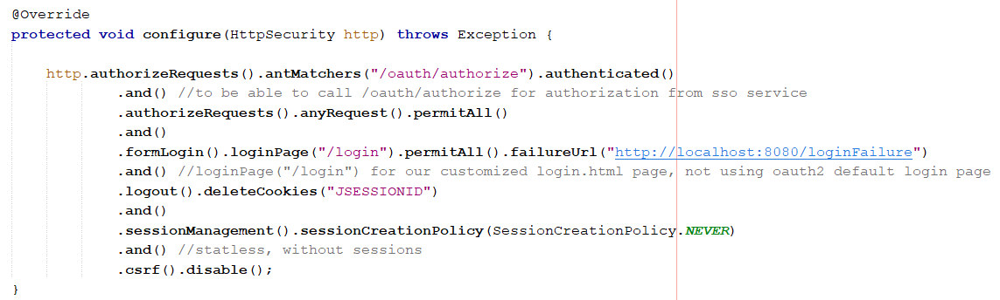 @Override
protected void configure(HttpSecurity http) throws Exception {
http.authorizeRequests().antMatchers("/oauth/authorize").authenticated()
.and() //to be able to call /oauth/authorize for authorization from sso service
.authorizeRequests().anyRequest().permitAll()
.and()
.formLogin().loginPage("/login").permitAll().failureUrl("http://localhost:8080/loginFailure")
.and() //loginPage("/login") for our customized login.html page, not using oauth2 default login page
.logout().deleteCookies("JSESSIONID")
.and()
.sessionManagement().sessionCreationPolicy(SessionCreationPolicy.NEVER)
.and() //statless, without sessions
.csrf().disable();
}